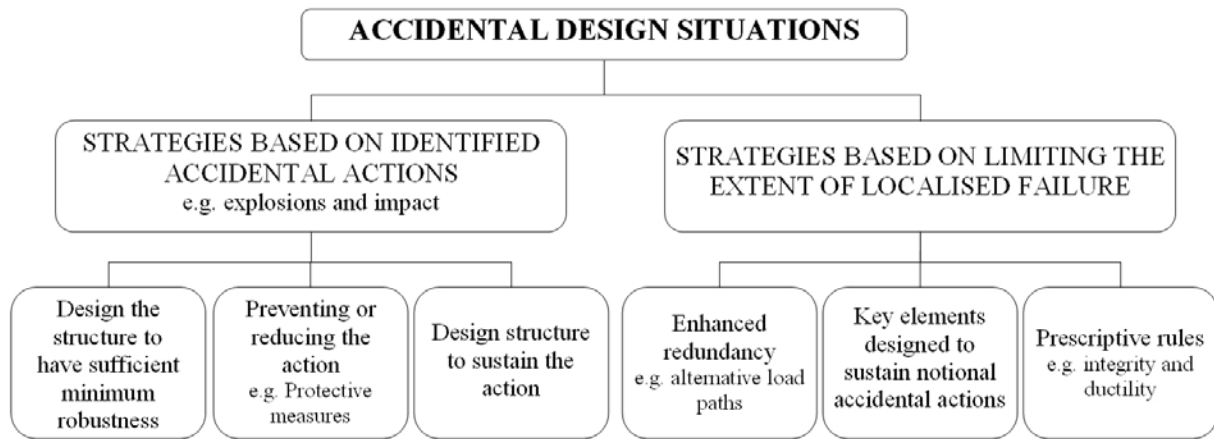 ACCIDENTAL DESIGN SITUATIONS
STRATEGIES BASED ON IDENTIFIED
ACCIDENTAL ACTIONS
e.g. explosions and impact
STRATEGIES BASED ON LIMITING THE
EXTENT OF LOCALISED FAILURE
Design the
structure to
have sufficient
minimum
robustness
Preventing or
reducing the
action
e.g. Protective
measures
Design structure
to sustain the
action
Enhanced
redundancy
e.g. alternative load
paths
Key elements
designed to
sustain notional
accidental actions
Prescriptive rules
e.g. integrity and
ductility